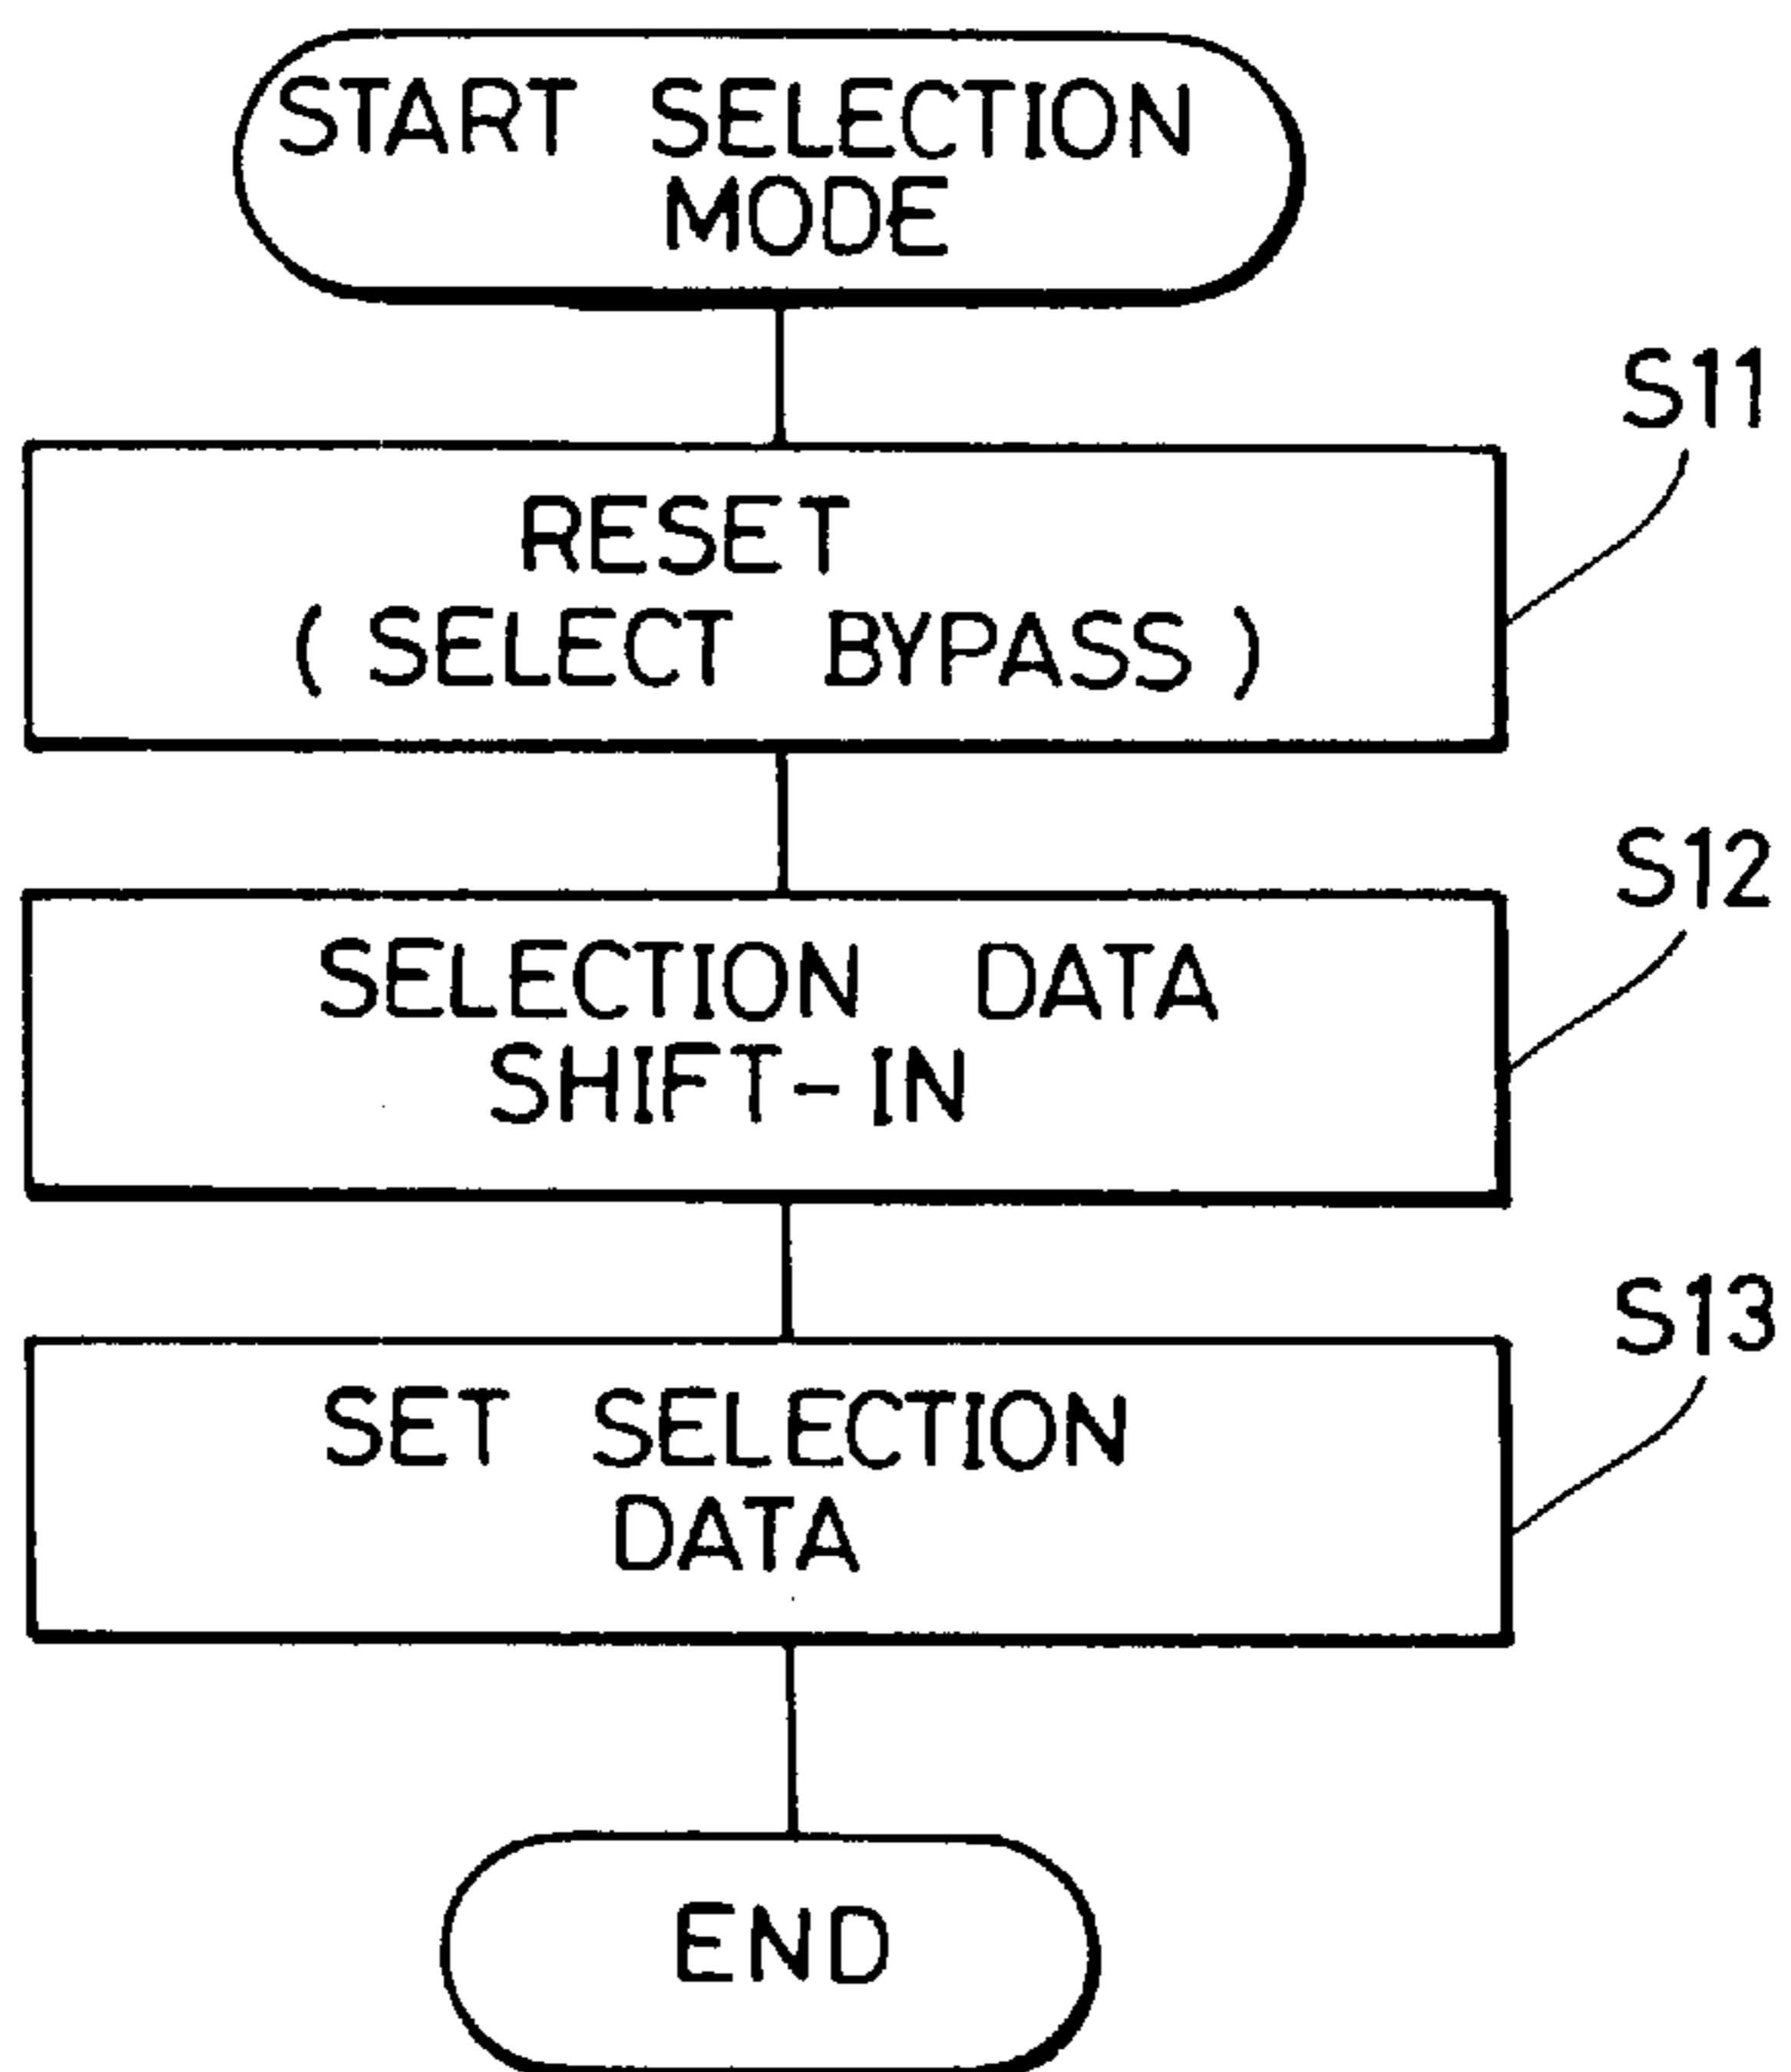 START SELECTION
MODE
S11
RESET
( SELECT BYPASS )
S12
SELECTION DATA
SHIFT-IN
S13
SET SELECTION
DATA
END